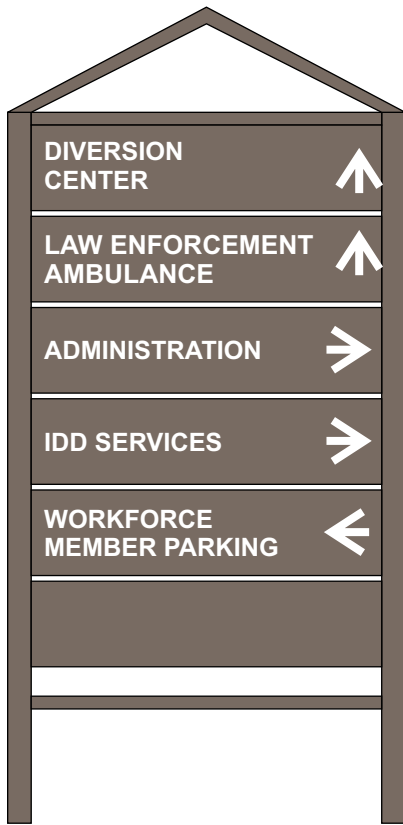 DIVERSION
CENTER
LAW ENFORCEMENT
AMBULANCE
ADMINISTRATION
IDD SERVICES
WORKFORCE
MEMBER PARKING